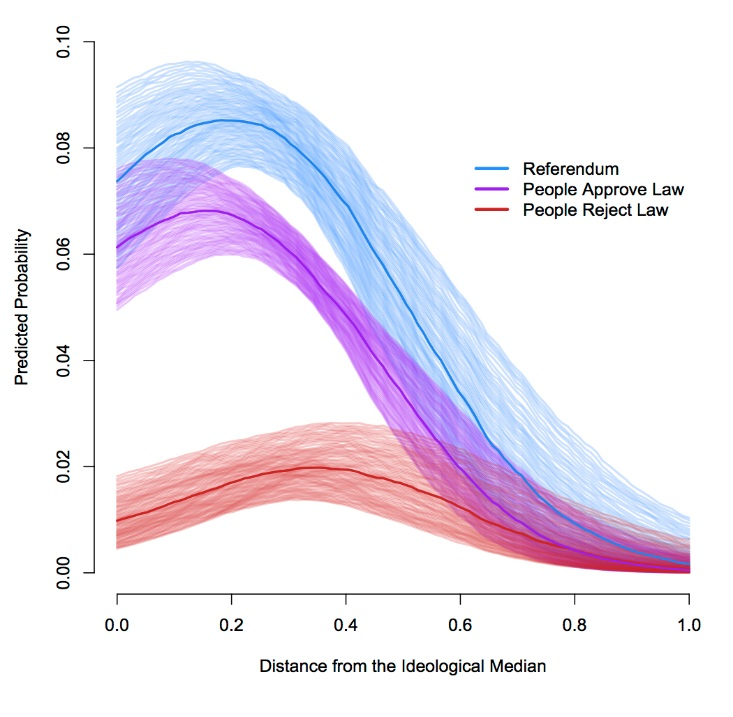 0.10
0.08
0.06
0.04
0.02
0.00
Predicted Probability
Referendum
People Approve Law
People Reject Law
0.0 0.2 0.4 0.6 0.8 1.0
Distance from the Ideological Median